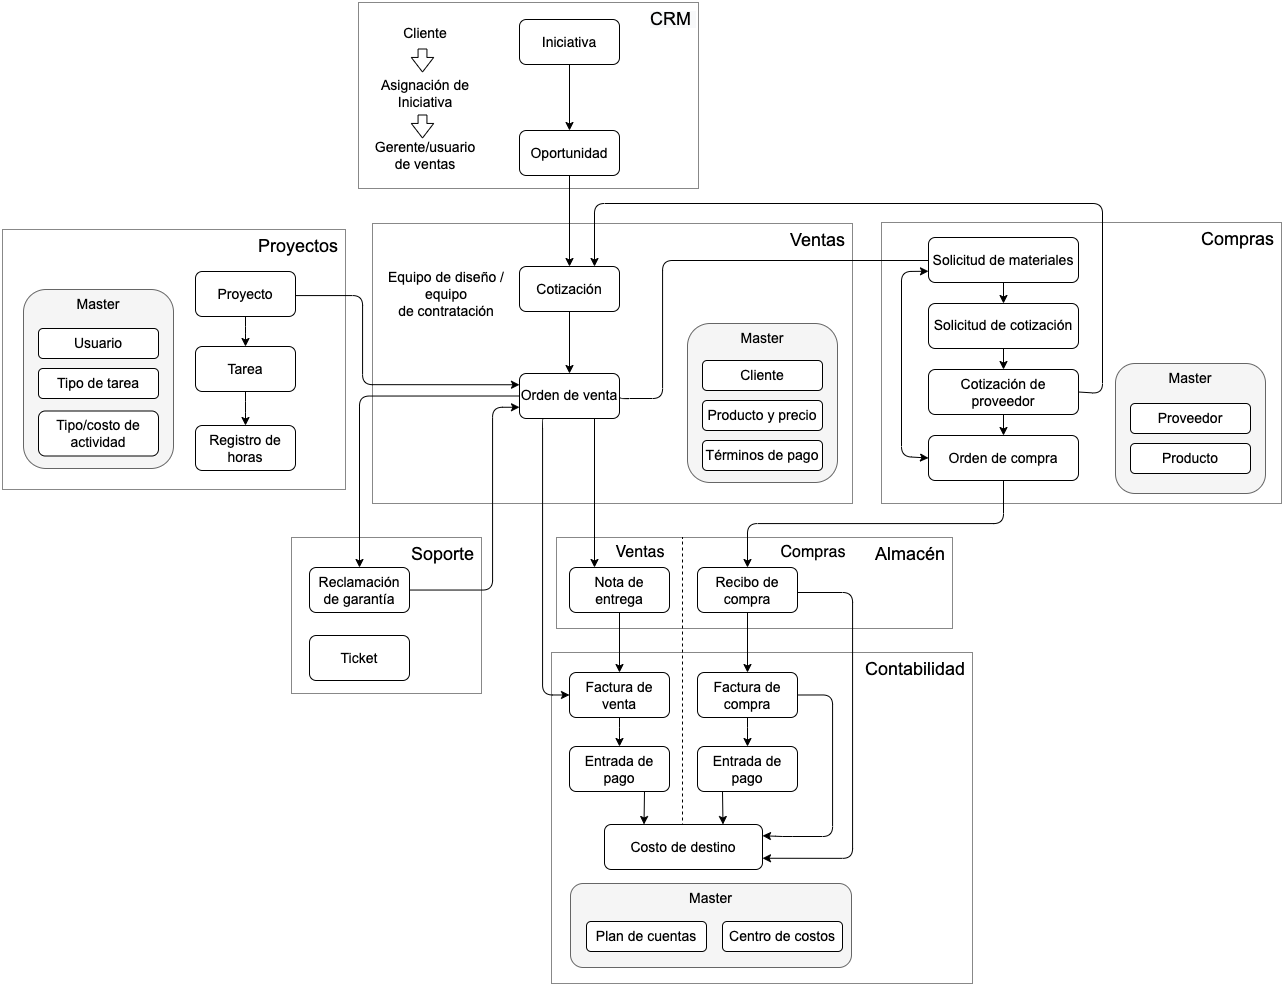 CRM
Cliente
Asignación de
Iniciativa
Gerente/usuario
de ventas
Iniciativa
Oportunidad
Proyectos
Master
Usuario
Tipo de tarea
Tipo/costo de
actividad
Proyecto
Tarea
Registro de
horas
Ventas
Equipo de diseño /
equipo
de contratación
Cotización
Orden de venta
Master
Cliente
Producto y precio
Términos de pago
Compras
Solicitud de materiales
Solicitud de cotización
Cotización de
proveedor
Orden de compra
Master
Proveedor
Producto
Soporte
Reclamación
de garantía
Ticket
Ventas
Compras
Almacén
Nota de
entrega
Recibo de
compra
Contabilidad
Factura de
venta
Factura de
compra
Entrada de
pago
Entrada de
pago
Costo de destino
Master
Plan de cuentas
Centro de costos